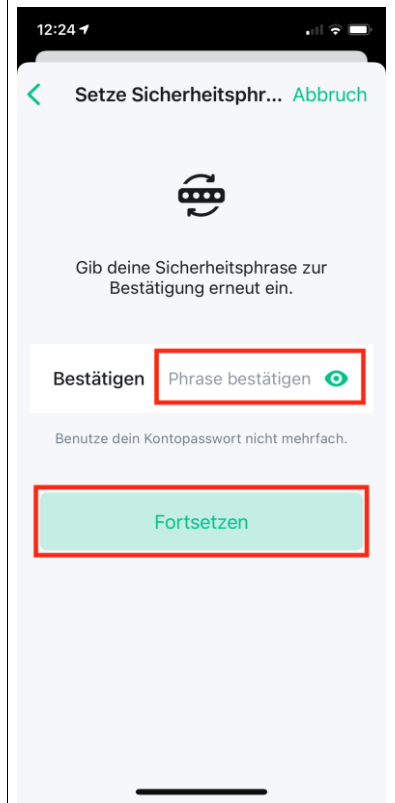 12:24
Setze Sicherheitsphr... Abbruch
Gib deine Sicherheitsphrase zur
Bestätigung erneut ein.
Bestätigen Phrase bestätigen
Benutze dein Kontopasswort nicht mehrfach.
Fortsetzen